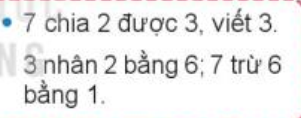 • 7 chia 2 được 3, viết 3.
3 nhân 2 bằng 6; 7 trừ 6
bằng 1.